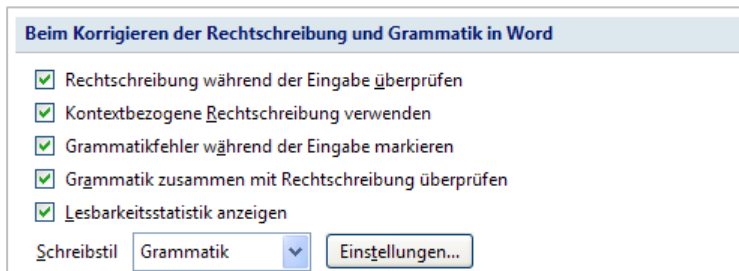 Beim Korrigieren der Rechtschreibung und Grammatik in Word
Rechtschreibung während der Eingabe überprüfen
Kontextbezogene Rechtschreibung verwenden
Grammatikfehler während der Eingabe markieren
Grammatik zusammen mit Rechtschreibung überprüfen
Lesbarkeitsstatistik anzeigen
Schreibstil Grammatik Einstellungen...